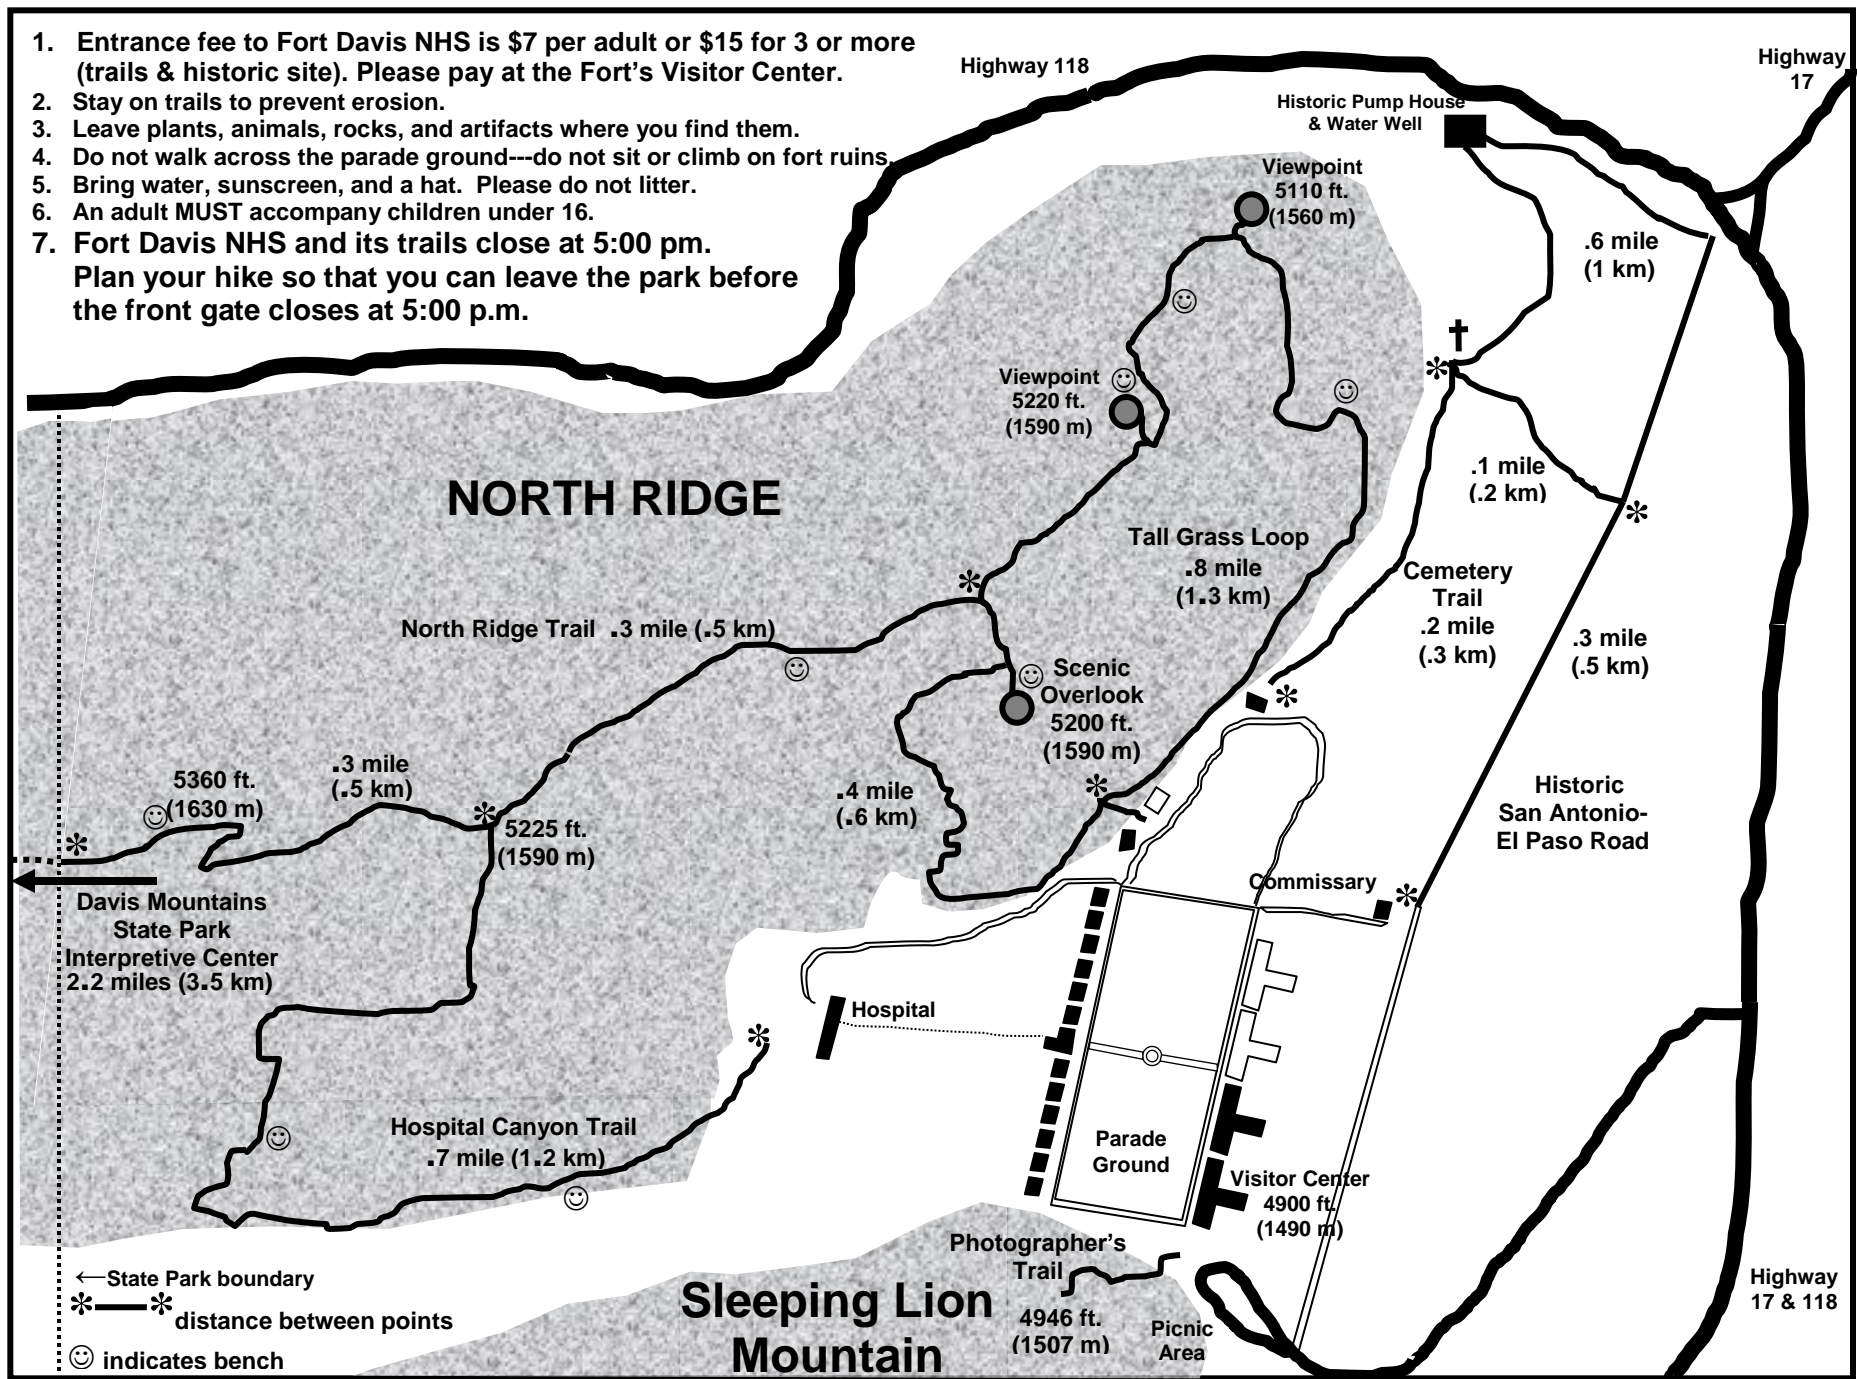 1. Entrance fee to Fort Davis NHS is $7 per adult or $15 for 3 or more
(trails & historic site). Please pay at the Fort's Visitor Center.
2. Stay on trails to prevent erosion.
3. Leave plants, animals, rocks, and artifacts where you find them.
4. Do not walk across the parade ground---do not sit or climb on fort ruins.
5. Bring water, sunscreen, and a hat. Please do not litter.
6. An adult MUST accompany children under 16.
7. Fort Davis NHS and its trails close at 5:00 pm.
Plan your hike so that you can leave the park before
the front gate closes at 5:00 p.m.
Highway 118
Highway
17
Historic Pump House
& Water Well
Viewpoint
5110 ft.
(1560 m)
.6 mile
(1 km)
Viewpoint
5220 ft.
(1590 m)
NORTH RIDGE
.1 mile
(.2 km)
Tall Grass Loop
.8 mile
(1.3 km)
Cemetery
Trail
.2 mile
(.3 km)
.3 mile
(.5 km)
North Ridge Trail .3 mile (.5 km)
Scenic
Overlook
5200 ft.
(1590 m)
5360 ft.
(1630 m)
.3 mile
(.5 km)
.4 mile
(.6 km)
5225 ft.
(1590 m)
Historic
San Antonio-
El Paso Road
Commissary
Davis Mountains
State Park
Interpretive Center
2.2 miles (3.5 km)
Hospital
Hospital Canyon Trail
.7 mile (1.2 km)
Parade
Ground
Visitor Center
4900 ft.
(1490 m)
Photographer's
Trail
4946 ft.
(1507 m)
Picnic
Area
Sleeping Lion
Mountain
Highway
17 & 118
←State Park boundary
distance between points
indicates bench